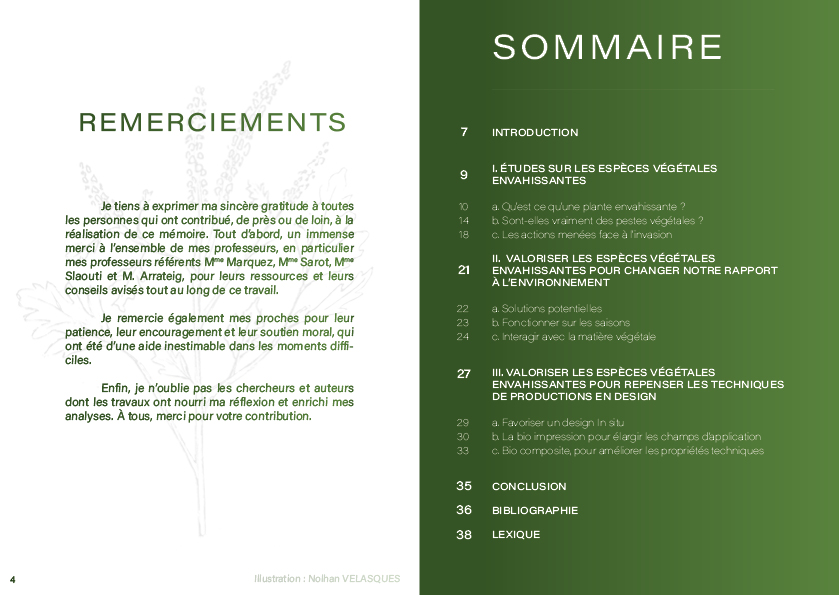 REMERCIEMENTS
Je tiens à exprimer ma sincère gratitude à toutes
les personnes qui ont contribué, de près ou de loin, à la
réalisation de ce mémoire. Tout d'abord, un immense
merci à l'ensemble de mes professeurs, en particulier
mes professeurs référents Mme Marquez, M. Sarot, Mme
Slaouti et M. Arrateig, pour leurs ressources et leurs
conseils avisés tout au long de ce travail.
Je remercie également mes proches pour leur
patience, leur encouragement et leur soutien moral, qui
ont été d'une aide inestimable dans les moments diffi-
ciles.
Enfin, je n'oublie pas les chercheurs et auteurs
dont les travaux ont nourri ma réflexion et enrichi mes
analyses. À tous, merci pour votre contribution.
4
Illustration : Nolhan VELASQUES
SOMMAIRE
7 INTRODUCTION
9 I. ÉTUDES SUR LES ESPÈCES VÉGÉTALES
ENVAHISSANTES
10 a. Qu'est ce qu'une plante envahissante ?
14 b. Sont-elles vraiment des pestes végétales ?
18 c. Les actions menées face à l'invasion
21 II. VALORISER LES ESPÈCES VÉGÉTALES
ENVAHISSANTES POUR CHANGER NOTRE RAPPORT
À L'ENVIRONNEMENT
22 a. Solutions potentielles
23 b. Fonctionner sur les saisons
24 c. Interagir avec la matière végétale
27 III. VALORISER LES ESPÈCES VÉGÉTALES
ENVAHISSANTES POUR REPENSER LES TECHNIQUES
DE PRODUCTIONS EN DESIGN
29 a. Favoriser un design In situ
30 b. La bio impression pour élargir les champs d'application
33 c. Bio composite, pour améliorer les propriétés techniques
35 CONCLUSION
36 BIBLIOGRAPHIE
38 LEXIQUE